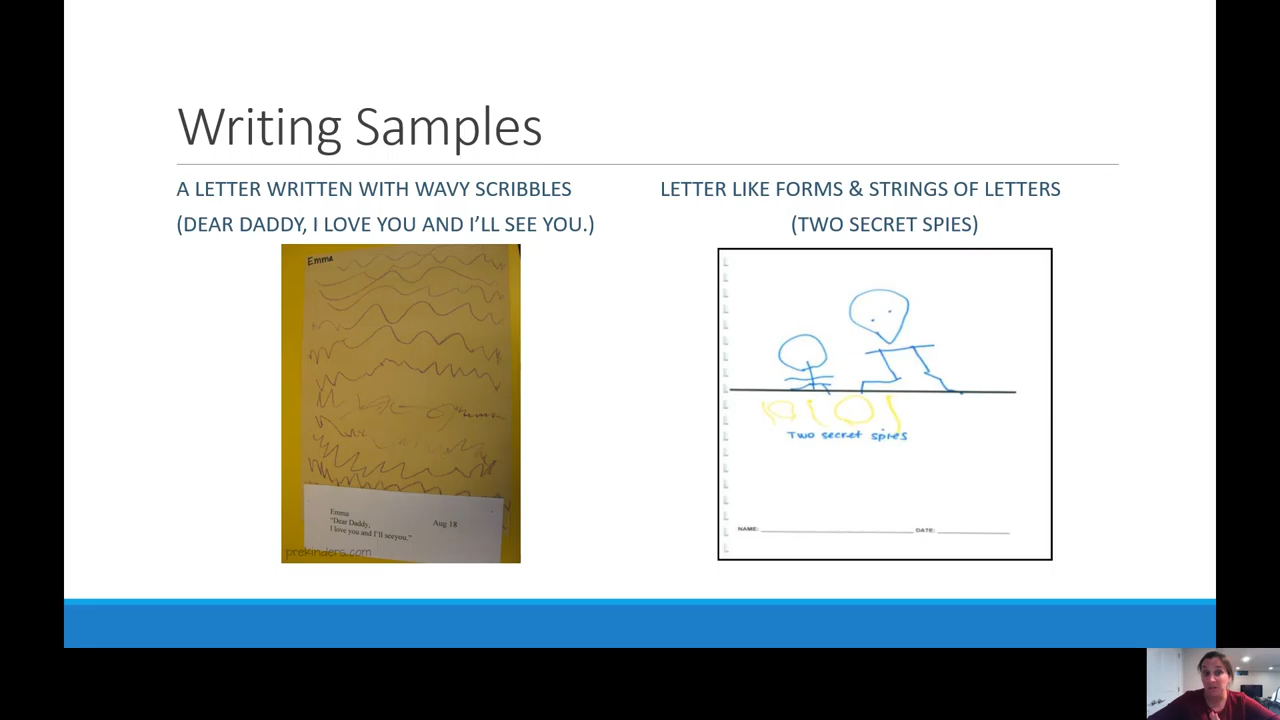 Writing Samples
A LETTER WRITTEN WITH WAVY SCRIBBLES
(DEAR DADDY, I LOVE YOU AND I'LL SEE YOU.)
Emma
Emma
"Dear Daddy,
Aug 18
I love you and I'll seeyou."
prekinders.com
LETTER LIKE FORMS & STRINGS OF LETTERS
(TWO SECRET SPIES)
Two secret spies
NAME: DATE: